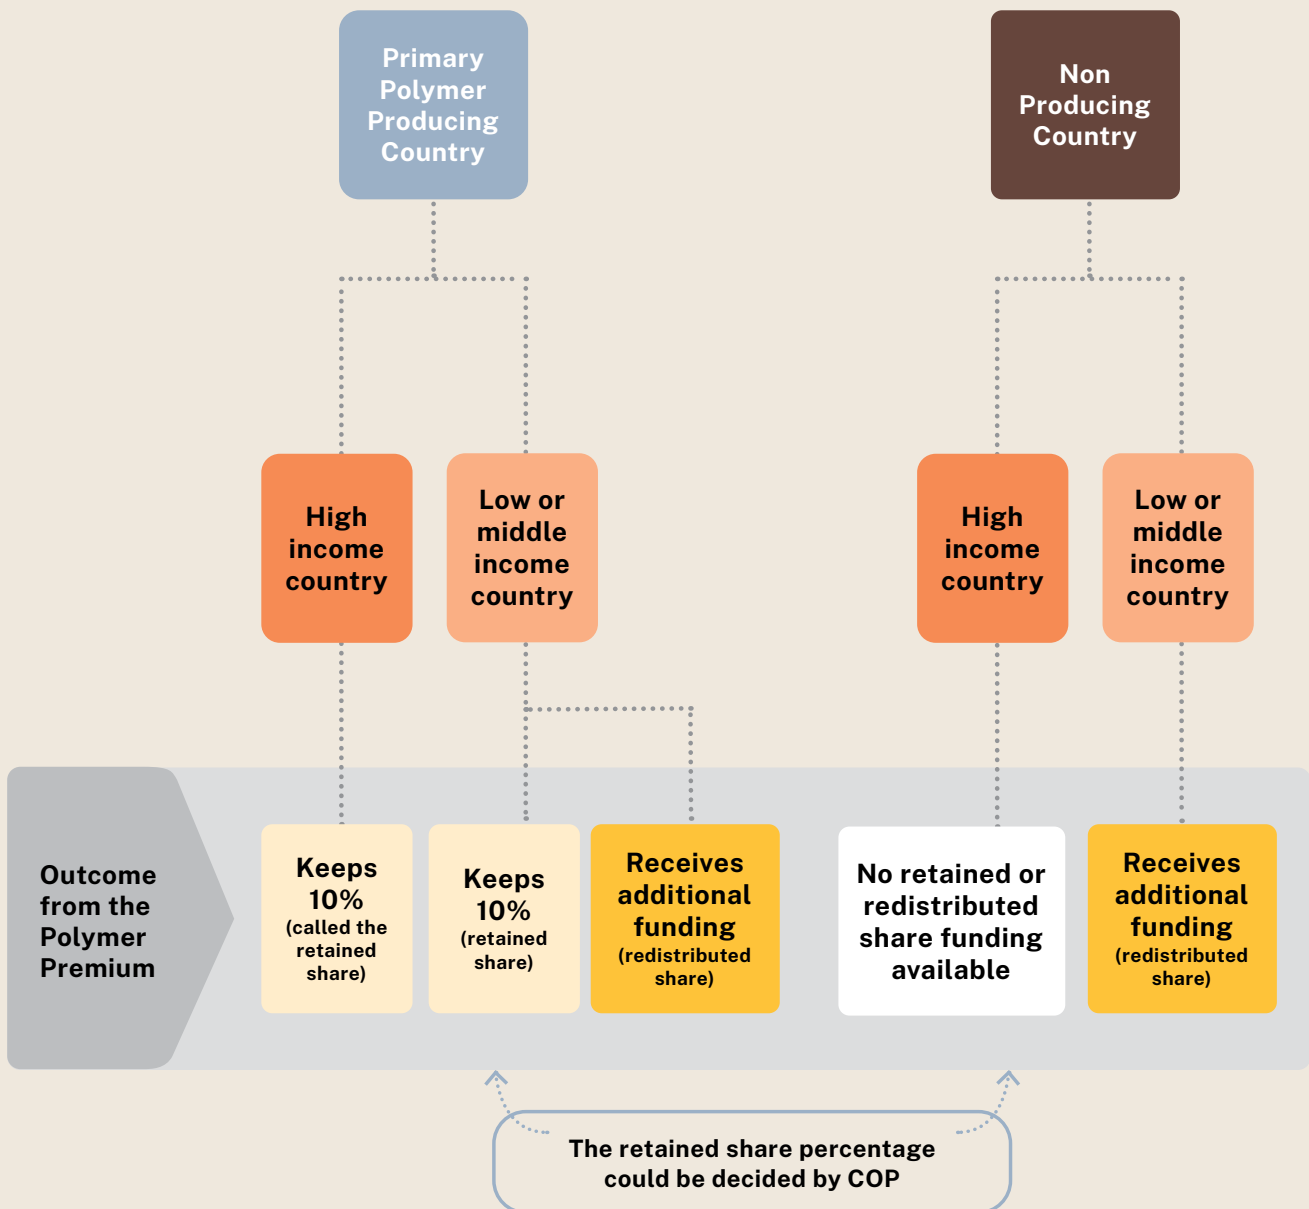 Primary
Polymer
Producing
Country
Non
Producing
Country
High
income
country
Low or
middle
income
country
High
income
country
Low or
middle
income
country
Outcome
from the
Polymer
Premium
Keeps
10%
(called the
retained
share)
Keeps
10%
(retained
share)
Receives
additional
funding
(redistributed
share)
No retained or
redistributed
share funding
available
Receives
additional
funding
(redistributed
share)
The retained share percentage
could be decided by COP